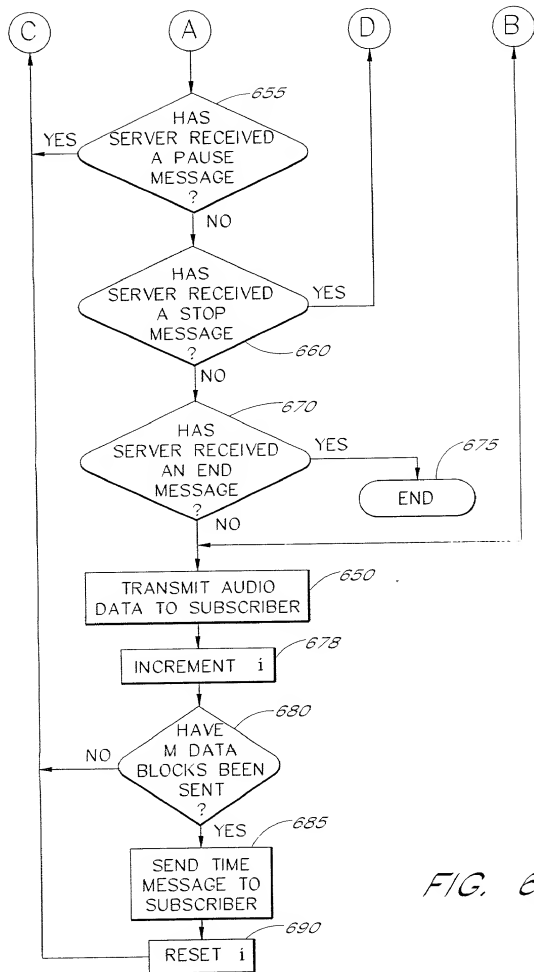 C
A
D
B
655
HAS
SERVER RECEIVED
A PAUSE
MESSAGE
?
YES
NO
HAS
SERVER RECEIVED
A STOP
MESSAGE
?
YES
660
NO
670
HAS
SERVER RECEIVED
AN END
MESSAGE
?
YES
675
END
NO
650
TRANSMIT AUDIO
DATA TO SUBSCRIBER
678
INCREMENT i
680
HAVE
M DATA
BLOCKS BEEN
SENT
?
NO
YES
685
SEND TIME
MESSAGE TO
SUBSCRIBER
690
RESET i
FIG. 6